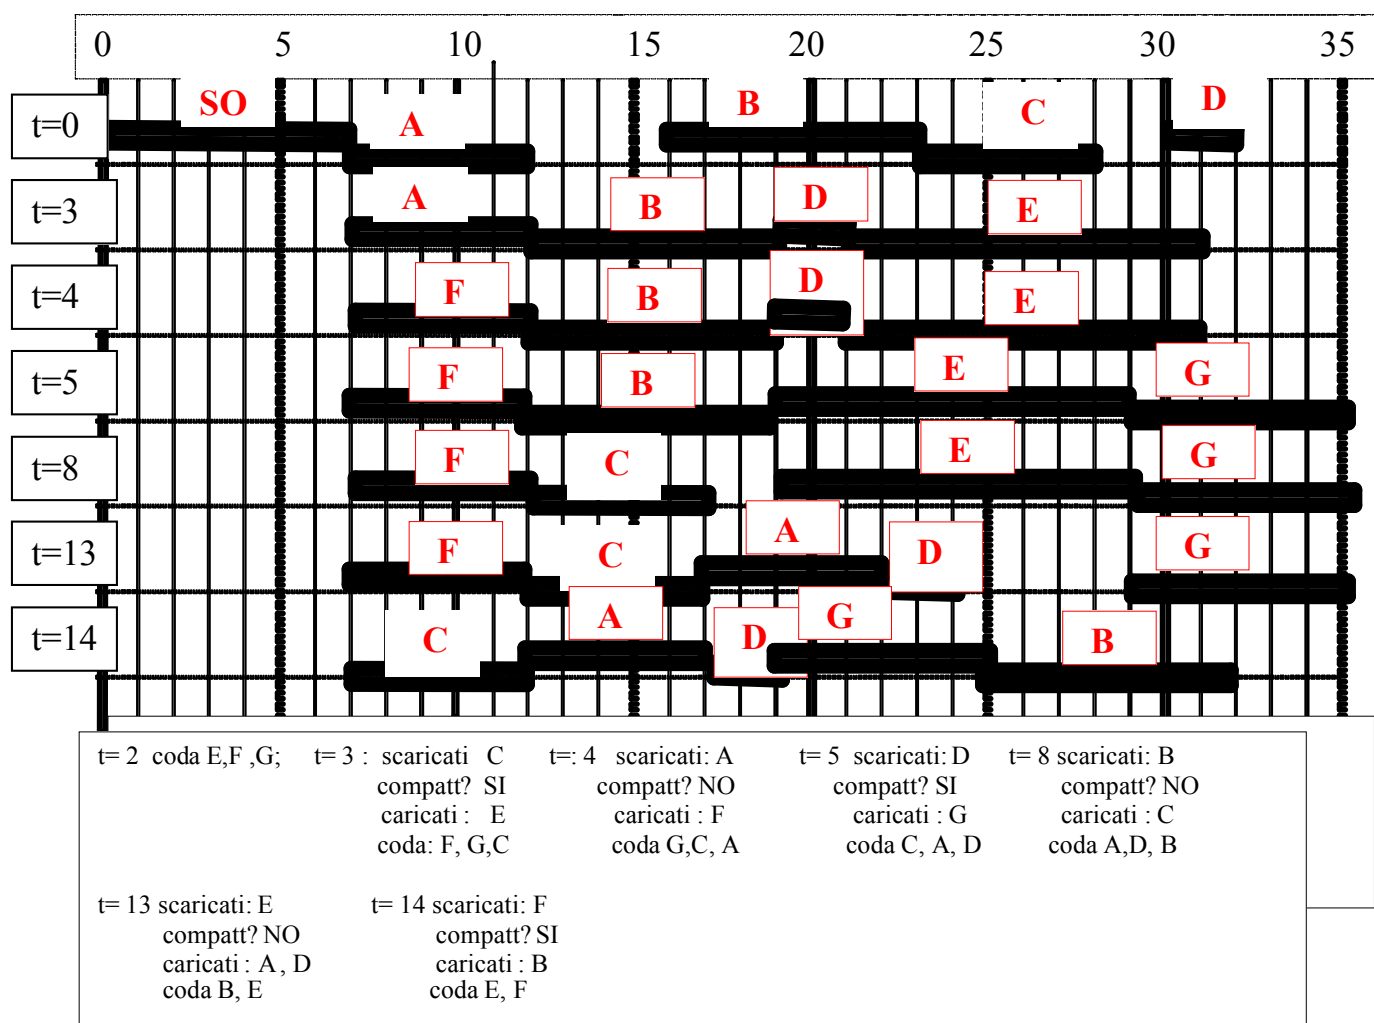 0 5 10 15 20 25 30 35
t=0 SO A B C D
t=3 A B D E
t=4 F B D E
t=5 F B E G
t=8 F C E G
t=13 F C A D G
t=14 C A D G B
t= 2 coda E,F ,G; t= 3 : scaricati C t=: 4 scaricati: A t= 5 scaricati: D t= 8 scaricati: B
compatt? SI compatt? NO compatt? SI compatt? NO
caricati : E caricati : F caricati : G caricati : C
coda: F, G,C coda G,C, A coda C, A, D coda A,D, B
t= 13 scaricati: E t= 14 scaricati: F
compatt? NO compatt? SI
caricati : A , D caricati : B
coda B, E coda E, F